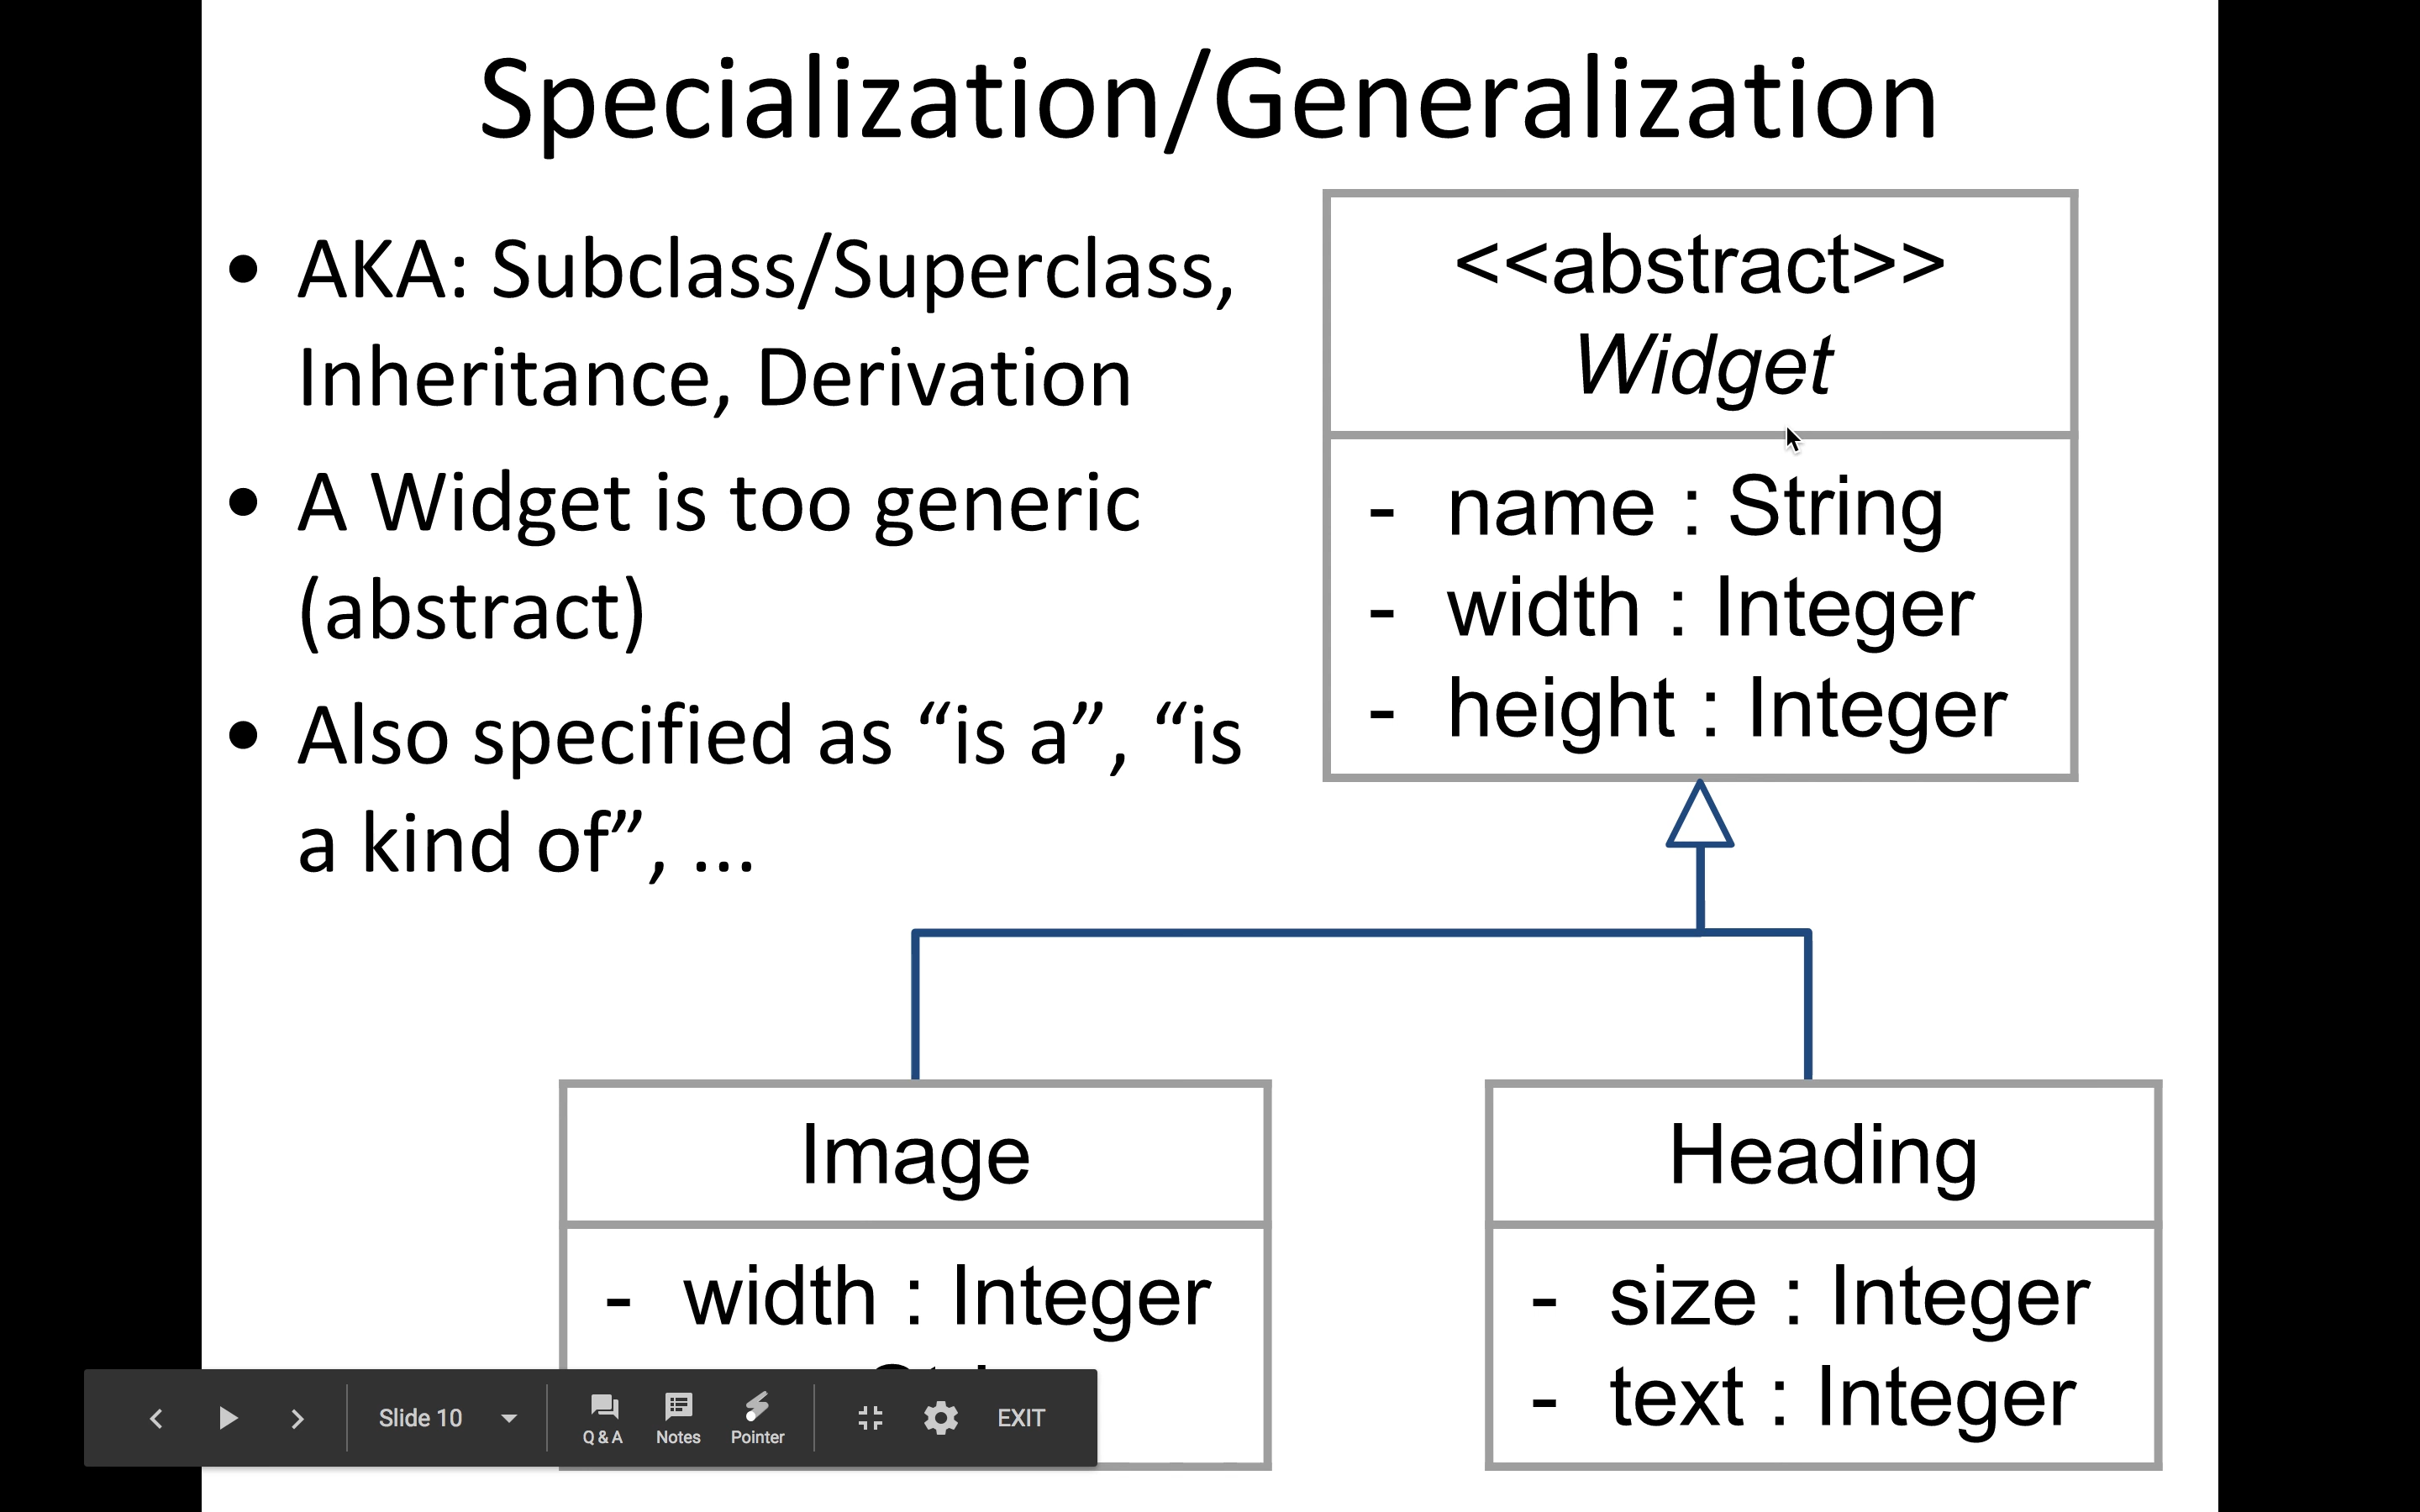 Specialization/Generalization
• AKA: Subclass/Superclass,
Inheritance, Derivation
• A Widget is too generic
(abstract)
• Also specified as “is a”, “is
a kind of”, ...
<<abstract>>
Widget
- name : String
- width : Integer
- height : Integer
Image
- width : Integer
Heading
- size : Integer
- text : Integer
Slide 10
Q & A
Notes
Pointer
EXIT